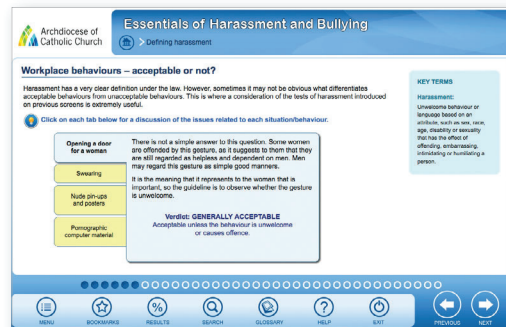 Archdiocese of
Catholic Church
Essentials of Harassment and Bullying
> Defining harassment
Workplace behaviours – acceptable or not?
Harassment has a very clear definition under the law. However, sometimes it may not be obvious what differentiates
acceptable behaviours from unacceptable behaviours. This is where a consideration of the tests of harassment introduced
on previous screens is extremely useful.
Click on each tab below for a discussion of the issues related to each situation/behaviour.
Opening a door
for a woman
Swearing
Nude pin-ups
and posters
Pornographic
computer material
There is not a simple answer to this question. Some women
are offended by this gesture, as it suggests to them that they
are still regarded as helpless and dependent on men. Men
may regard this gesture as simple good manners.
It is the meaning that it represents to the woman that is
important, so the guideline is to observe whether the gesture
is unwelcome.
Verdict: GENERALLY ACCEPTABLE
Acceptable unless the behaviour is unwelcome
or causes offence.
KEY TERMS
Harassment:
Unwelcome behaviour or
language based on an
attribute, such as sex, race,
age, disability or sexuality
that has the effect of
offending, embarrassing,
intimidating or humiliating a
person.
MENU
BOOKMARKS
%
RESULTS
SEARCH
GLOSSARY
?
HELP
EXIT
PREVIOUS
NEXT